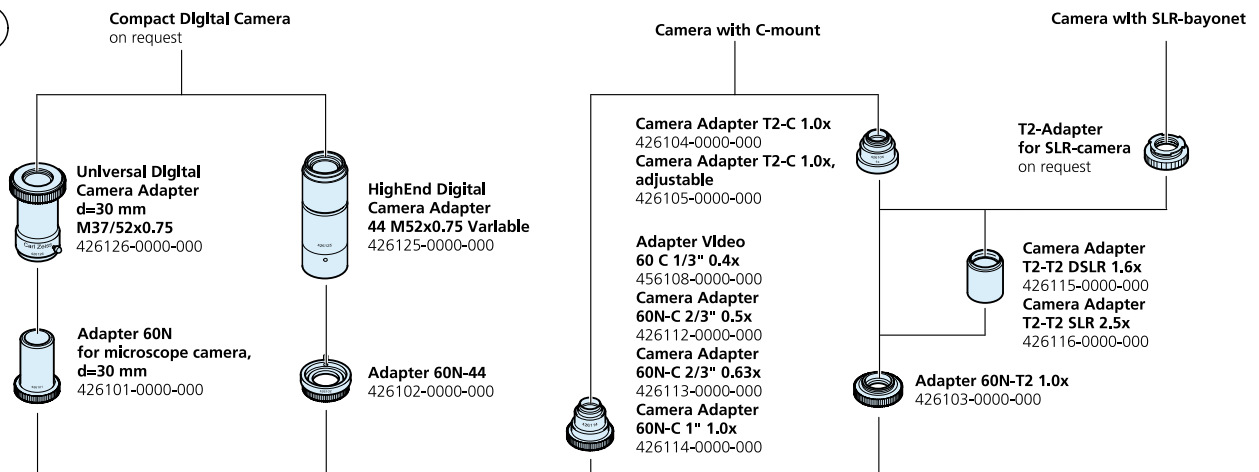 Compact Digital Camera
on request
Universal Digital
Camera Adapter
d=30 mm
M37/52x0.75
426126-0000-000
Carl Zeiss
HighEnd Digital
Camera Adapter
44 M52x0.75 Variable
426125-0000-000
426125
Adapter 60N
for microscope camera,
d=30 mm
426101-0000-000
426101
Adapter 60N-44
426102-0000-000
Camera with C-mount
Camera Adapter T2-C 1.0x
426104-0000-000
Camera Adapter T2-C 1.0x,
adjustable
426105-0000-000
Adapter Video
60 C 1/3" 0.4x
456108-0000-000
Camera Adapter
60N-C 2/3" 0.5x
426112-0000-000
Camera Adapter
60N-C 2/3" 0.63x
426113-0000-000
Camera Adapter
60N-C 1" 1.0x
426114-0000-000
426114
Camera with SLR-bayonet
T2-Adapter
for SLR-camera
on request
Camera Adapter
T2-T2 DSLR 1.6x
426115-0000-000
Camera Adapter
T2-T2 SLR 2.5x
426116-0000-000
Adapter 60N-T2 1.0x
426103-0000-000